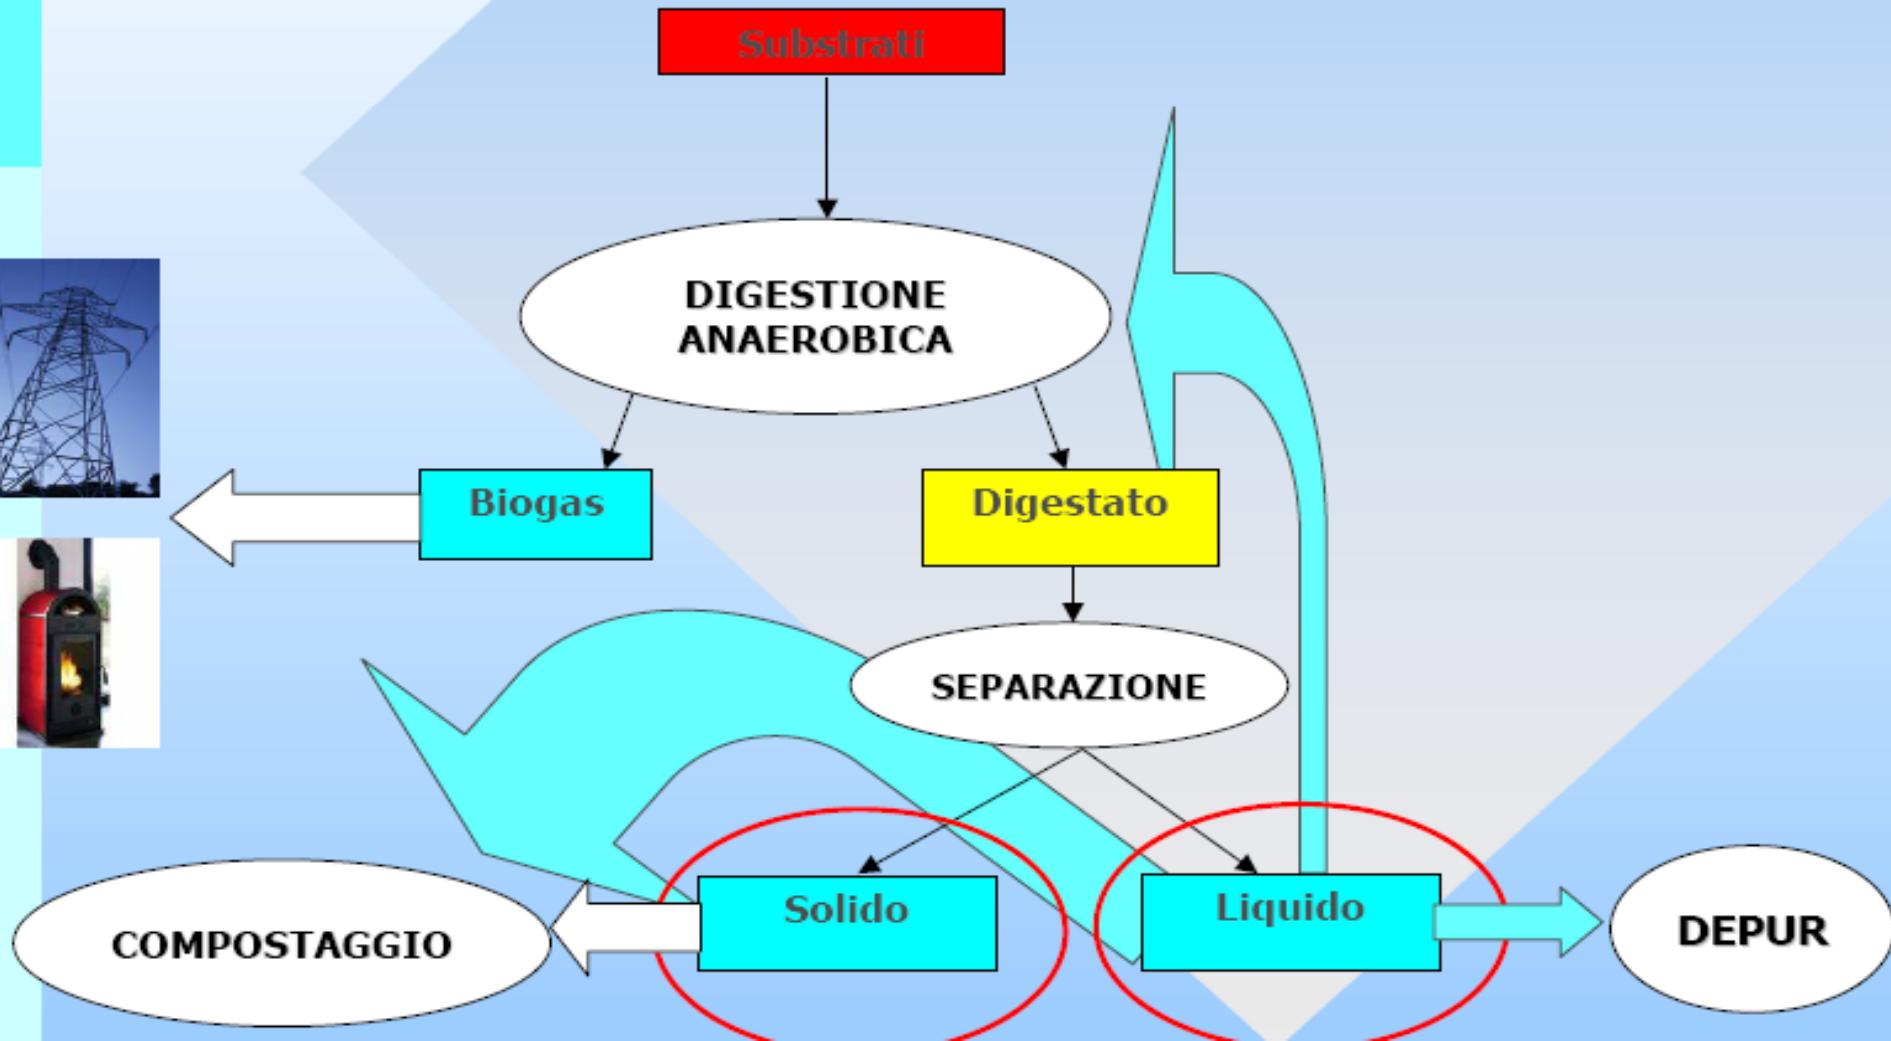 Substrati
DIGESTIONE
ANAEROBICA
Biogas
Digestato
SEPARAZIONE
Solido
Liquido
COMPOSTAGGIO
DEPUR